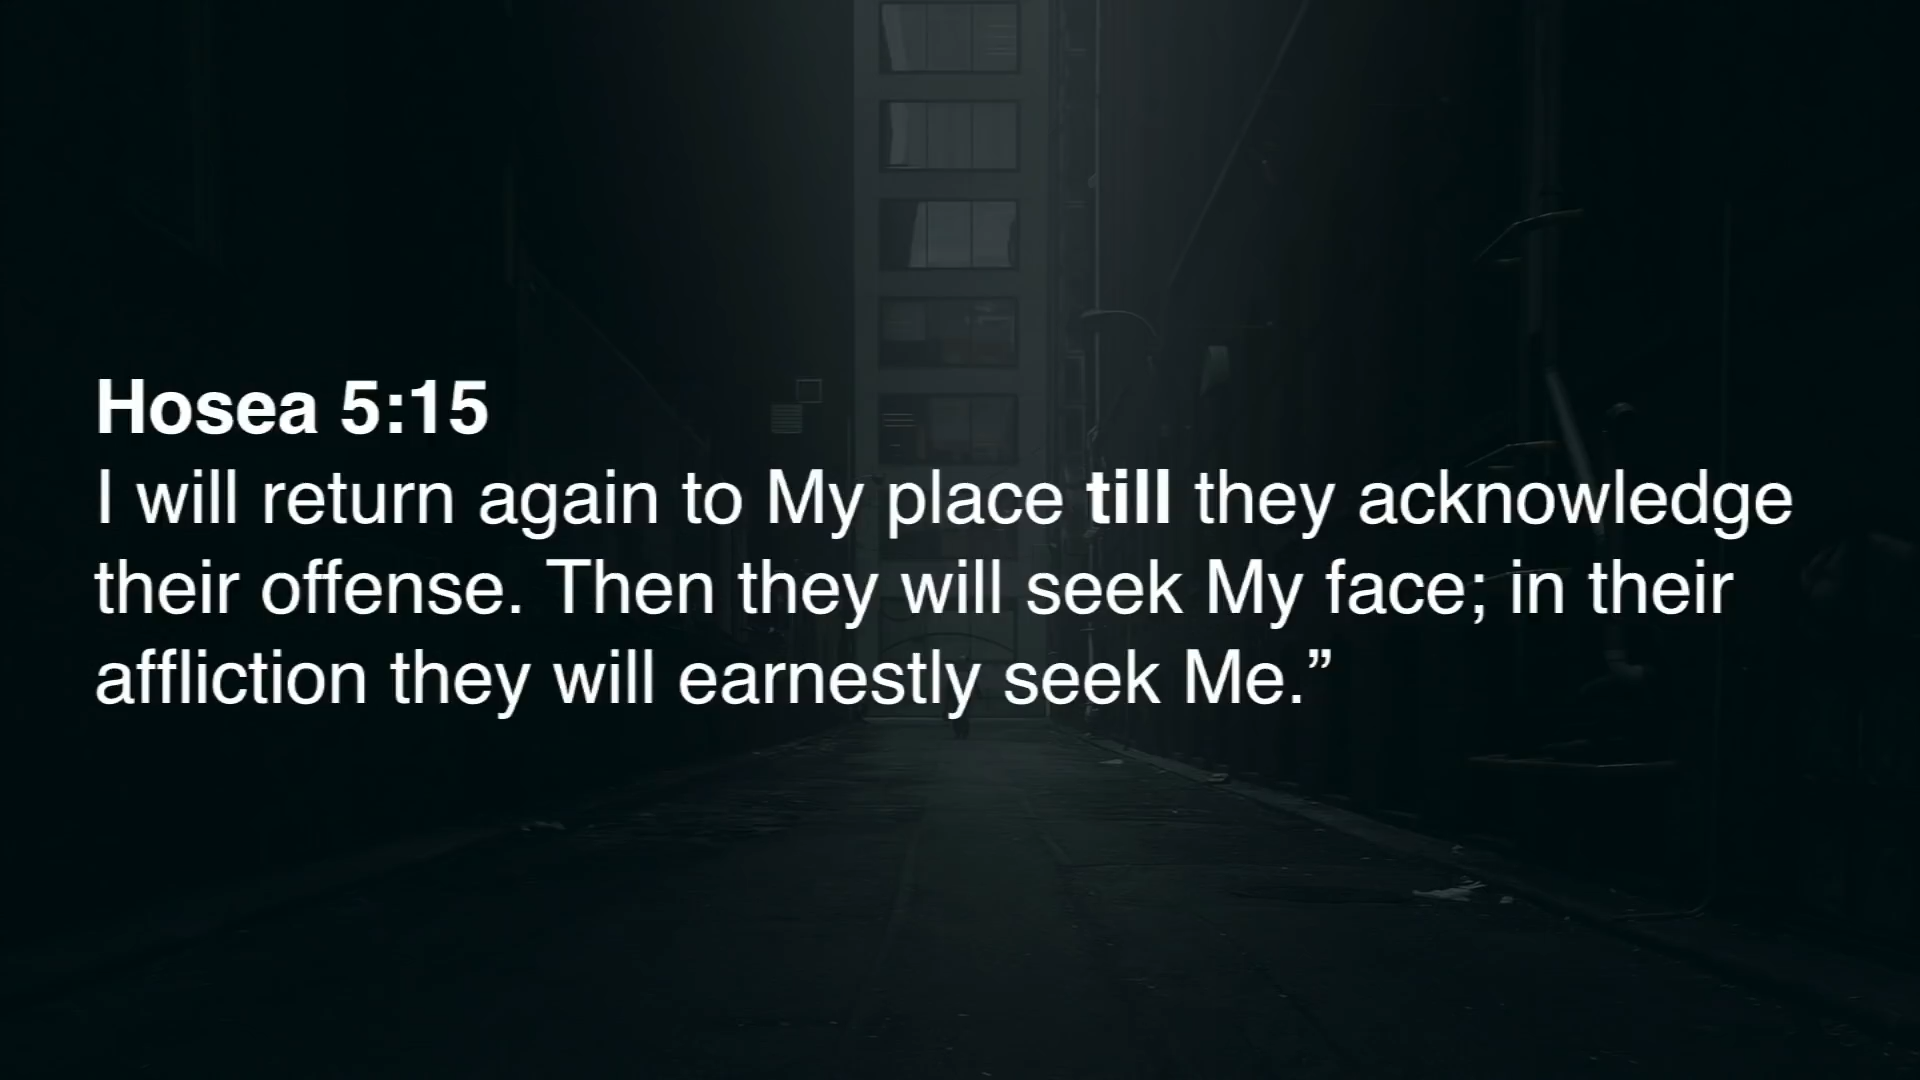 Hosea 5:15
I will return again to My place till they acknowledge
their offense. Then they will seek My face; in their
affliction they will earnestly seek Me.”